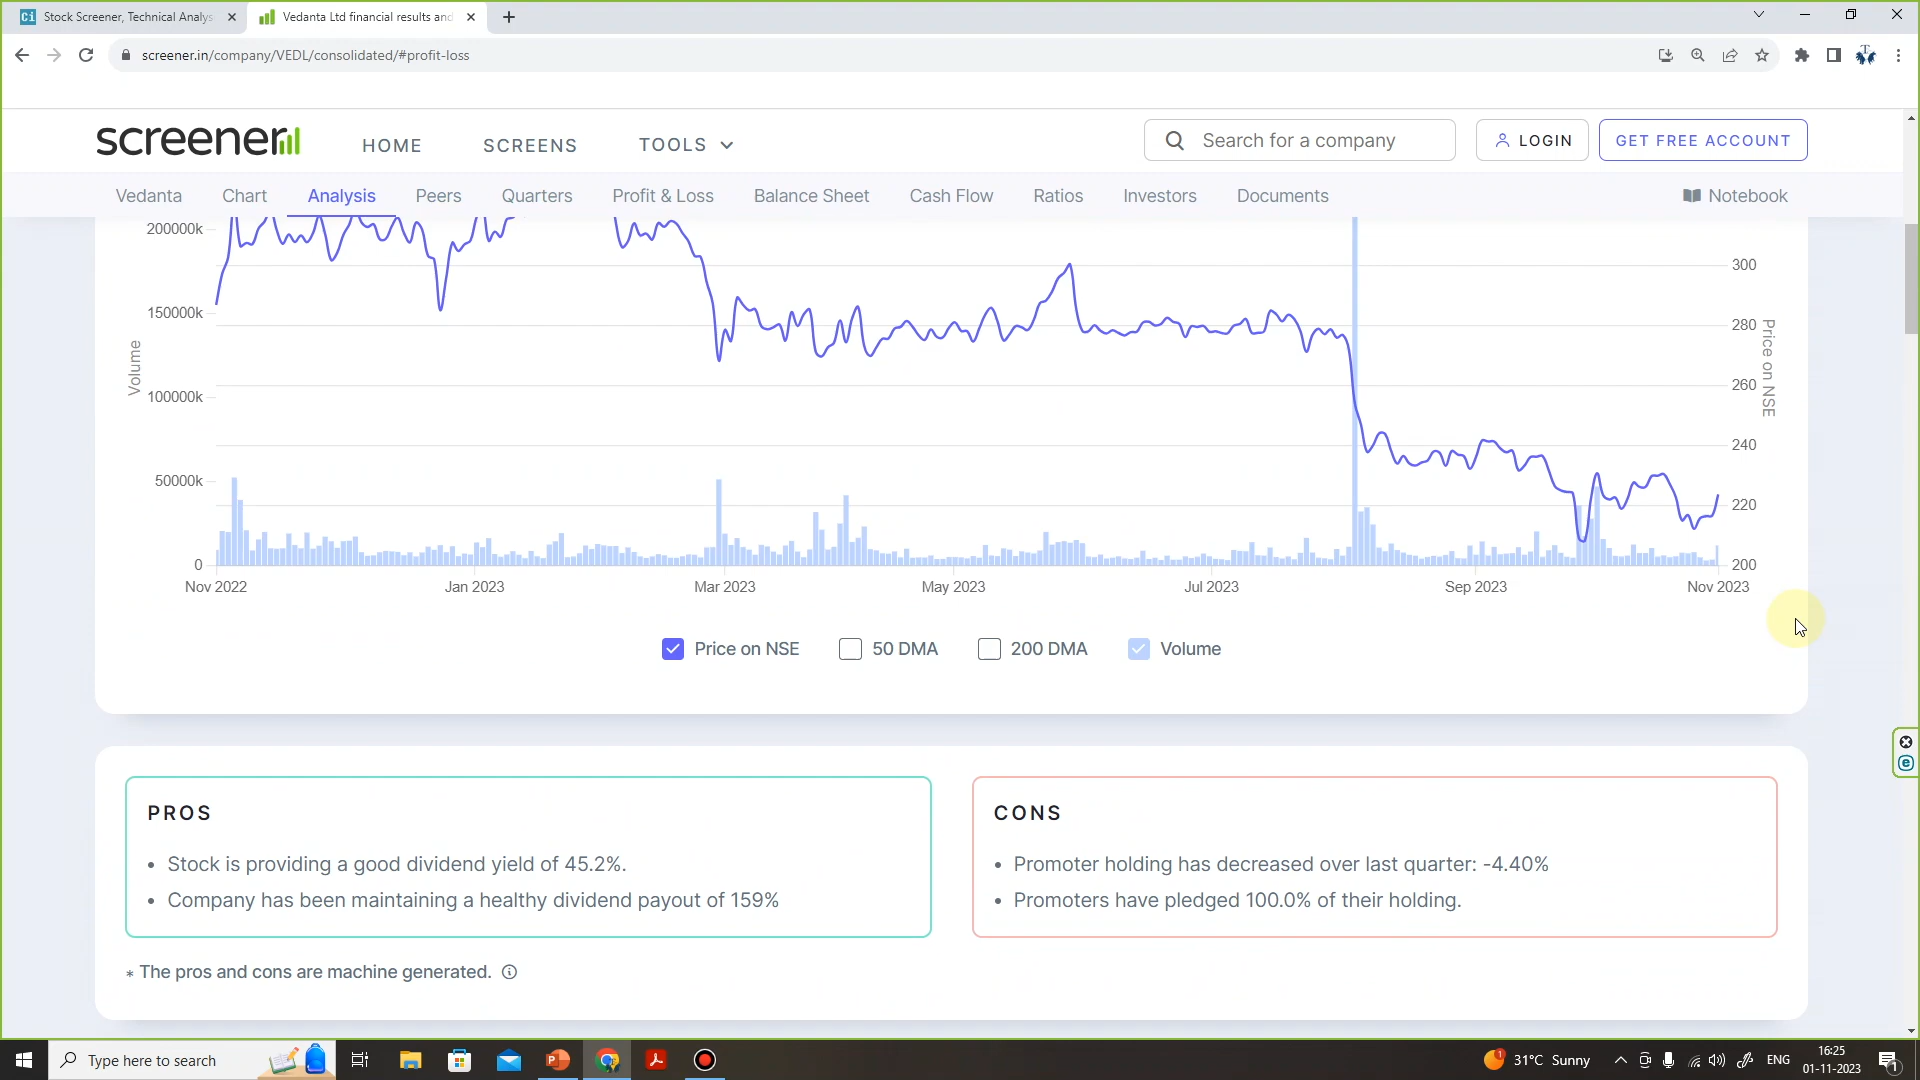 Stock Screener, Technical Analys
Vedanta Ltd financial results and
screener.in/company/VEDL/consolidated/#profit-loss
screener
HOME
SCREENS
TOOLS
Search for a company
LOGIN
GET FREE ACCOUNT
Vedanta
Chart
Analysis
Peers
Quarters
Profit & Loss
Balance Sheet
Cash Flow
Ratios
Investors
Documents
Notebook
200000k
150000k
100000k
50000k
0
Volume
300
280
260
240
220
200
Price on NSE
Nov 2022
Jan 2023
Mar 2023
May 2023
Jul 2023
Sep 2023
Nov 2023
Price on NSE
50 DMA
200 DMA
Volume
PROS
• Stock is providing a good dividend yield of 45.2%.
• Company has been maintaining a healthy dividend payout of 159%
CONS
• Promoter holding has decreased over last quarter: -4.40%
• Promoters have pledged 100.0% of their holding.
* The pros and cons are machine generated.
Type here to search
31°C Sunny
ENG
16:25
01-11-2023